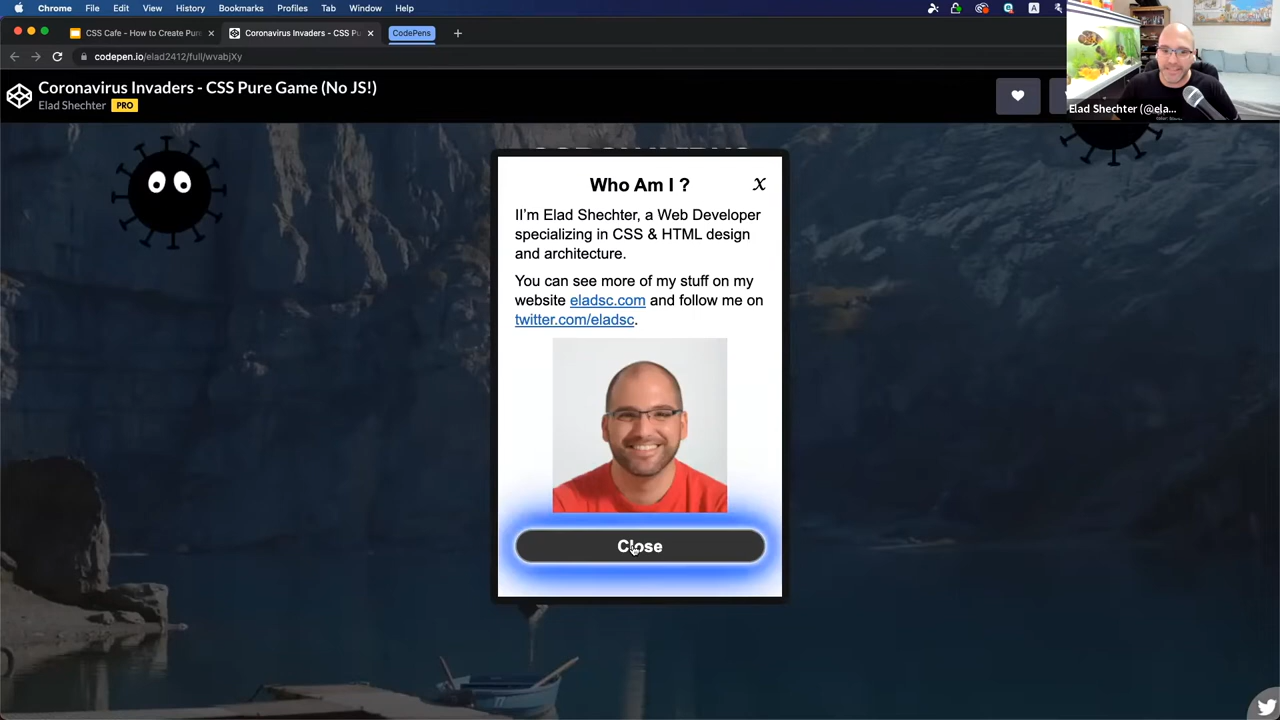 Chrome File Edit View History Bookmarks Profiles Tab Window Help
CSS Cafe - How to Create Pure
Coronavirus Invaders - CSS Pu
CodePens
codepen.io/elad2412/full/wvabjXy
Coronavirus Invaders - CSS Pure Game (No JS!)
Elad Shechter PRO
Elad Shechter (@ela...
Who Am I ? x
II'm Elad Shechter, a Web Developer
specializing in CSS & HTML design
and architecture.
You can see more of my stuff on my
website eladsc.com and follow me on
twitter.com/eladsc.
Close